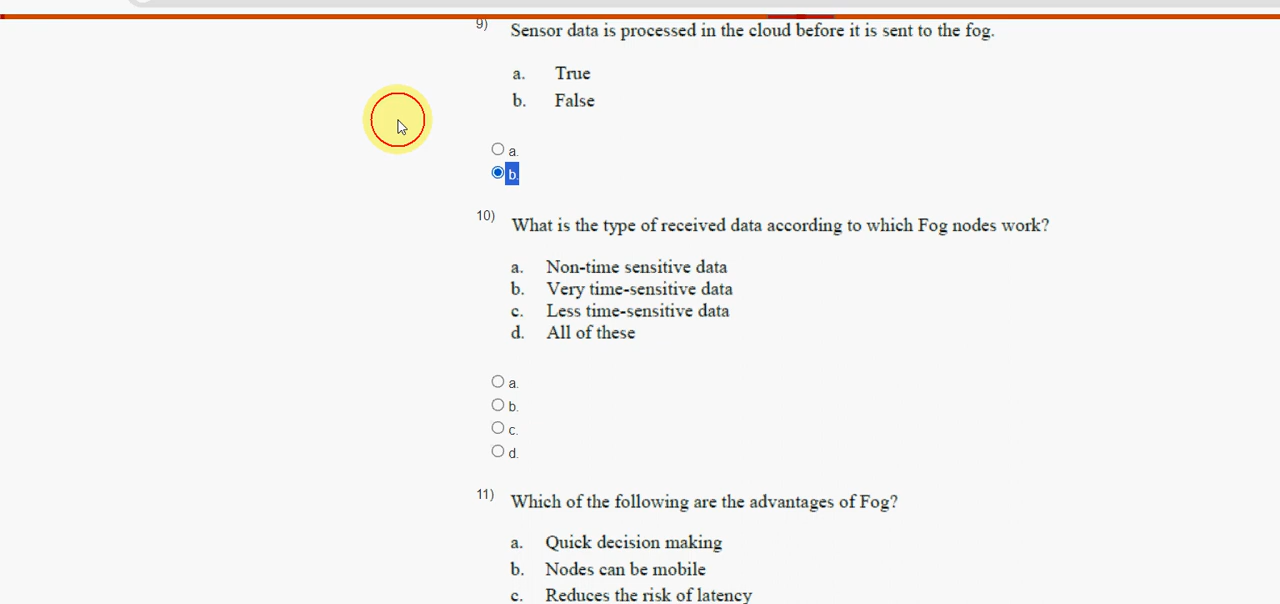 9) Sensor data is processed in the cloud before it is sent to the fog.
a. True
b. False
a.
b.
10) What is the type of received data according to which Fog nodes work?
a. Non-time sensitive data
b. Very time-sensitive data
c. Less time-sensitive data
d. All of these
a.
b.
c.
d.
11) Which of the following are the advantages of Fog?
a. Quick decision making
b. Nodes can be mobile
c. Reduces the risk of latency